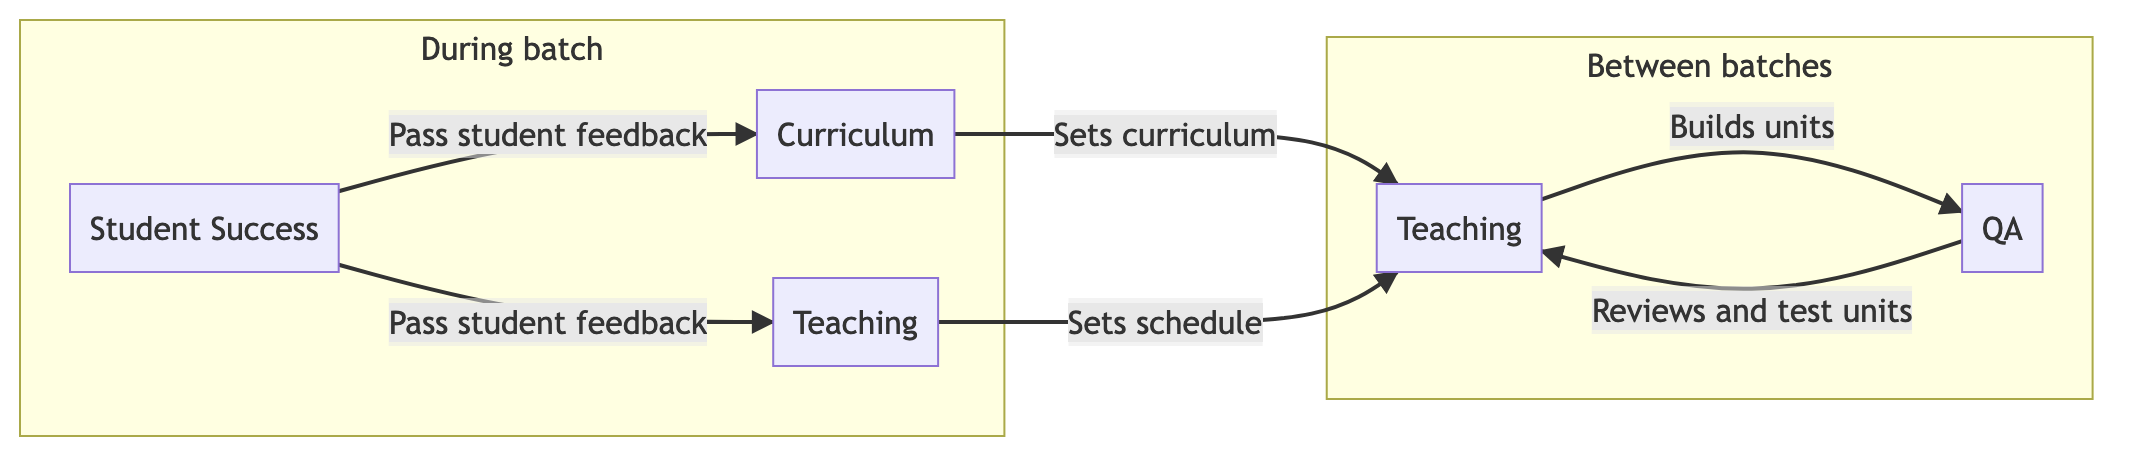 During batch
Pass student feedback
Curriculum
Student Success
Pass student feedback
Teaching
Sets curriculum
Sets schedule
Between batches
Builds units
Teaching
QA
Reviews and test units